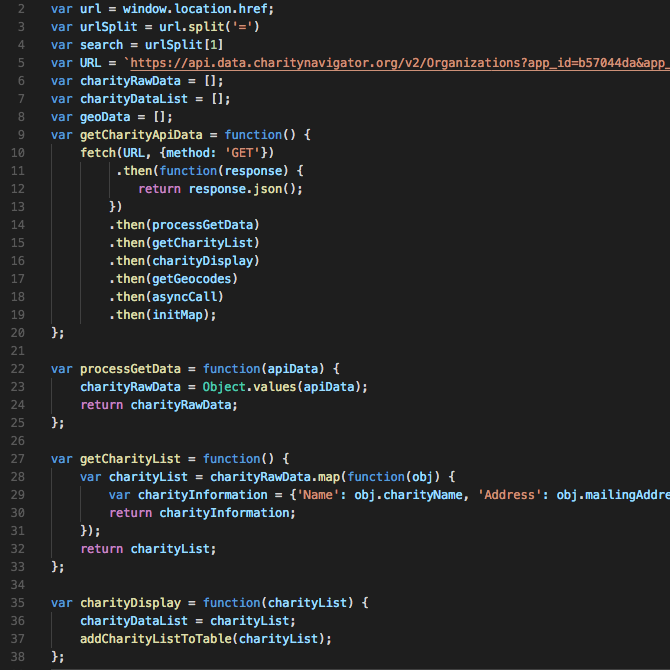 2 var url = window.location.href;
3 var urlSplit = url.split('=')
4 var search = urlSplit[1]
5 var URL = `https://api.data.charitynavigator.org/v2/Organizations?app_id=b57044da&app_
6 var charityRawData = [];
7 var charityDataList = [];
8 var geoData = [];
9 var getCharityApiData = function() {
10 fetch(URL, {method: 'GET'})
11 .then(function(response) {
12 return response.json();
13 })
14 .then(processGetData)
15 .then(getCharityList)
16 .then(charityDisplay)
17 .then(getGeocodes)
18 .then(asyncCall)
19 .then(initMap);
20 };
21
22 var processGetData = function(apiData) {
23 charityRawData = Object.values(apiData);
24 return charityRawData;
25 };
26
27 var getCharityList = function() {
28 var charityList = charityRawData.map(function(obj) {
29 var charityInformation = {'Name': obj.charityName, 'Address': obj.mailingAddre
30 return charityInformation;
31 });
32 return charityList;
33 };
34
35 var charityDisplay = function(charityList) {
36 charityDataList = charityList;
37 addCharityListToTable(charityList);
38 };